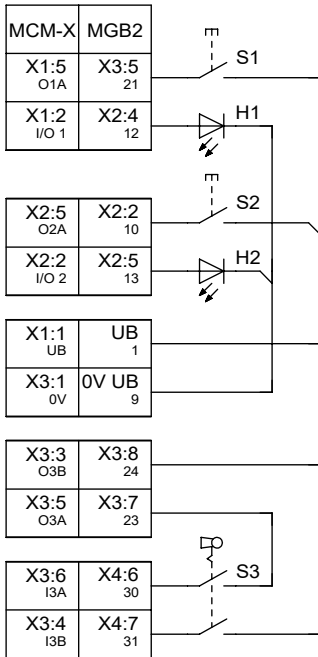 MCM-X MGB2
X1:5 X3:5 S1
O1A 21
X1:2 X2:4 H1
I/O 1 12
X2:5 X2:2 S2
O2A 10
X2:2 X2:5 H2
I/O 2 13
X1:1 UB
UB 1
X3:1 0V UB
0V 9
X3:3 X3:8
O3B 24
X3:5 X3:7
O3A 23
X3:6 X4:6 S3
I3A 30
X3:4 X4:7
I3B 31